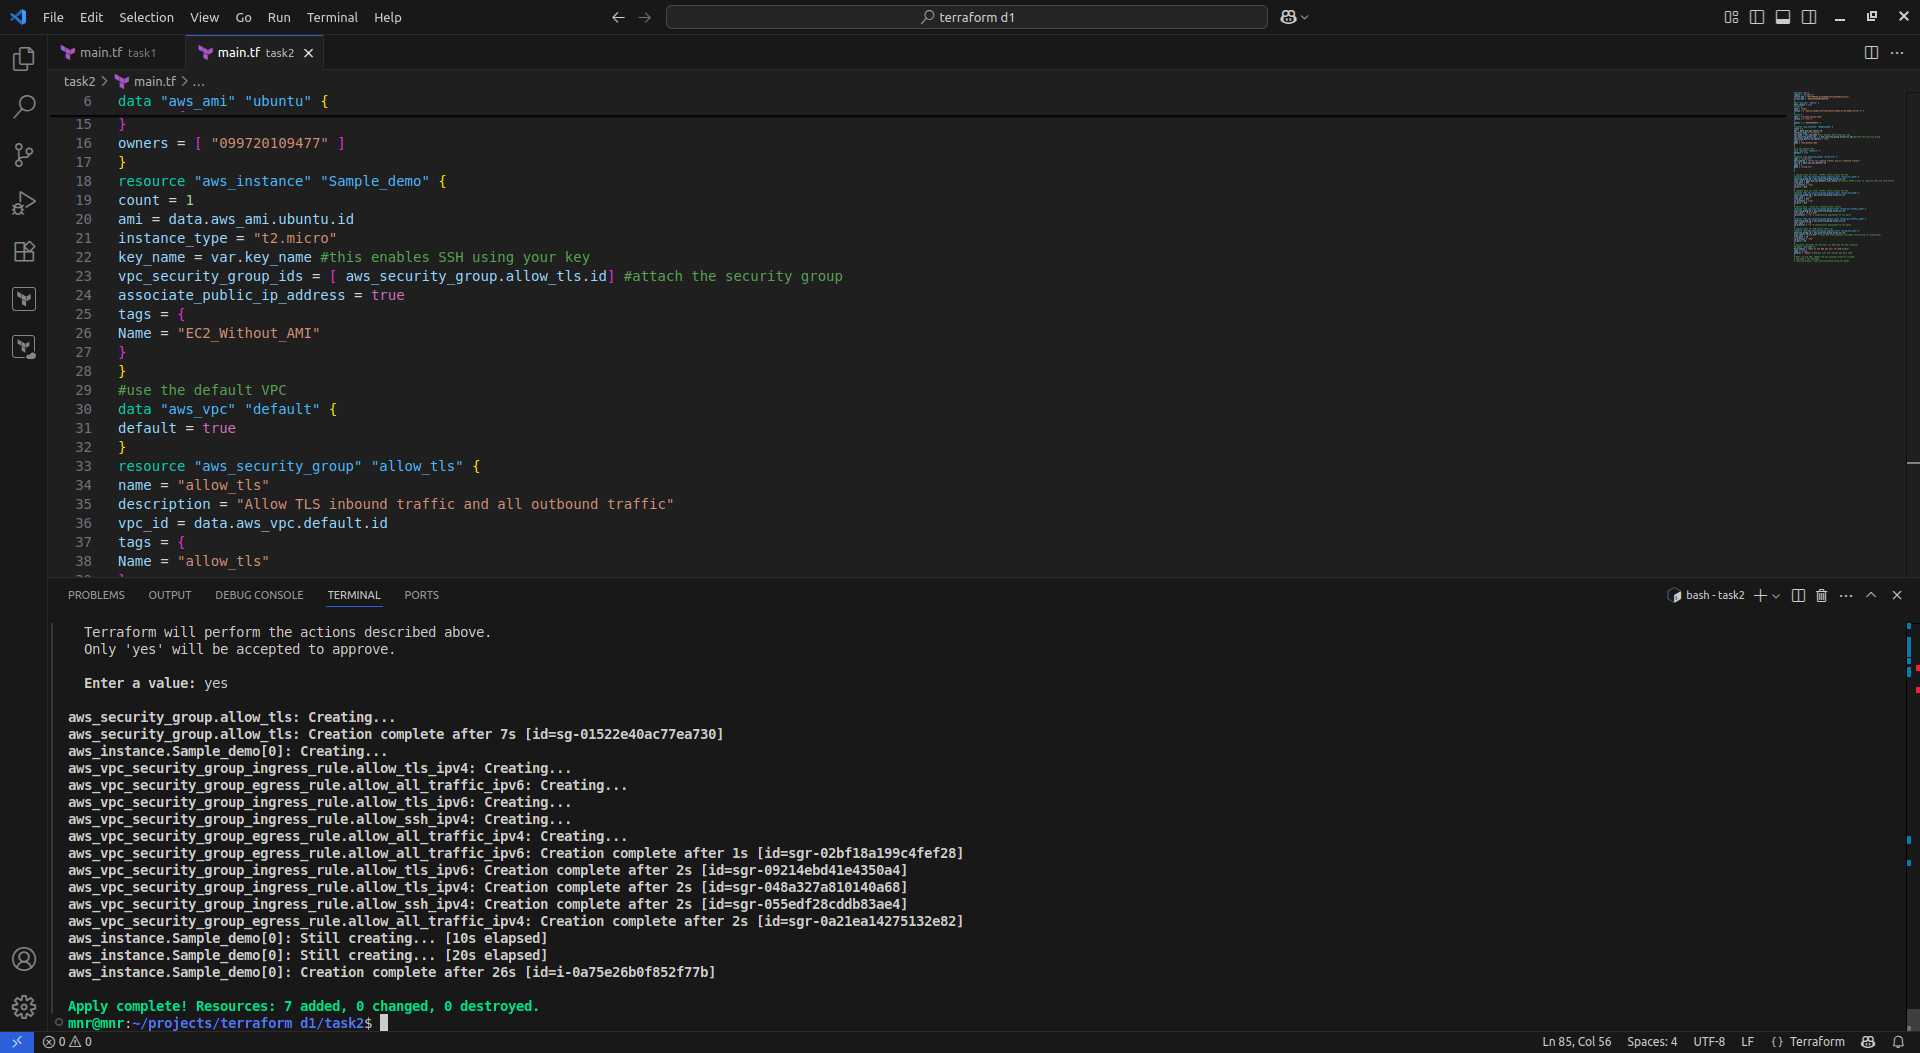 File Edit Selection View Go Run Terminal Help
terraform d1
main.tf task1
main.tf task2
task2 > main.tf > ...
6 data "aws_ami" "ubuntu" {
15 }
16 owners = [ "099720109477" ]
17 }
18 resource "aws_instance" "Sample_demo" {
19 count = 1
20 ami = data.aws_ami.ubuntu.id
21 instance_type = "t2.micro"
22 key_name = var.key_name #this enables SSH using your key
23 vpc_security_group_ids = [ aws_security_group.allow_tls.id] #attach the security group
24 associate_public_ip_address = true
25 tags = {
26 Name = "EC2_Without_AMI"
27 }
28 }
29 #use the default VPC
30 data "aws_vpc" "default" {
31 default = true
32 }
33 resource "aws_security_group" "allow_tls" {
34 name = "allow_tls"
35 description = "Allow TLS inbound traffic and all outbound traffic"
36 vpc_id = data.aws_vpc.default.id
37 tags = {
38 Name = "allow_tls"
PROBLEMS OUTPUT DEBUG CONSOLE TERMINAL PORTS
bash - task2
Terraform will perform the actions described above.
Only 'yes' will be accepted to approve.
Enter a value: yes
aws_security_group.allow_tls: Creating...
aws_security_group.allow_tls: Creation complete after 7s [id=sg-01522e40ac77ea730]
aws_instance.Sample_demo[0]: Creating...
aws_vpc_security_group_ingress_rule.allow_tls_ipv4: Creating...
aws_vpc_security_group_egress_rule.allow_all_traffic_ipv6: Creating...
aws_vpc_security_group_ingress_rule.allow_tls_ipv6: Creating...
aws_vpc_security_group_ingress_rule.allow_ssh_ipv4: Creating...
aws_vpc_security_group_egress_rule.allow_all_traffic_ipv4: Creating...
aws_vpc_security_group_egress_rule.allow_all_traffic_ipv6: Creation complete after 1s [id=sgr-02bf18a199c4fef28]
aws_vpc_security_group_ingress_rule.allow_tls_ipv6: Creation complete after 2s [id=sgr-09214ebd41e4350a4]
aws_vpc_security_group_ingress_rule.allow_tls_ipv4: Creation complete after 2s [id=sgr-048a327a810140a68]
aws_vpc_security_group_ingress_rule.allow_ssh_ipv4: Creation complete after 2s [id=sgr-055edf28cddb83ae4]
aws_vpc_security_group_egress_rule.allow_all_traffic_ipv4: Creation complete after 2s [id=sgr-0a21ea14275132e82]
aws_instance.Sample_demo[0]: Still creating... [10s elapsed]
aws_instance.Sample_demo[0]: Still creating... [20s elapsed]
aws_instance.Sample_demo[0]: Creation complete after 26s [id=i-0a75e26b0f852f77b]
Apply complete! Resources: 7 added, 0 changed, 0 destroyed.
mnr@mnr:~/projects/terraform d1/task2$
0 0
Ln 85, Col 56 Spaces: 4 UTF-8 LF {} Terraform